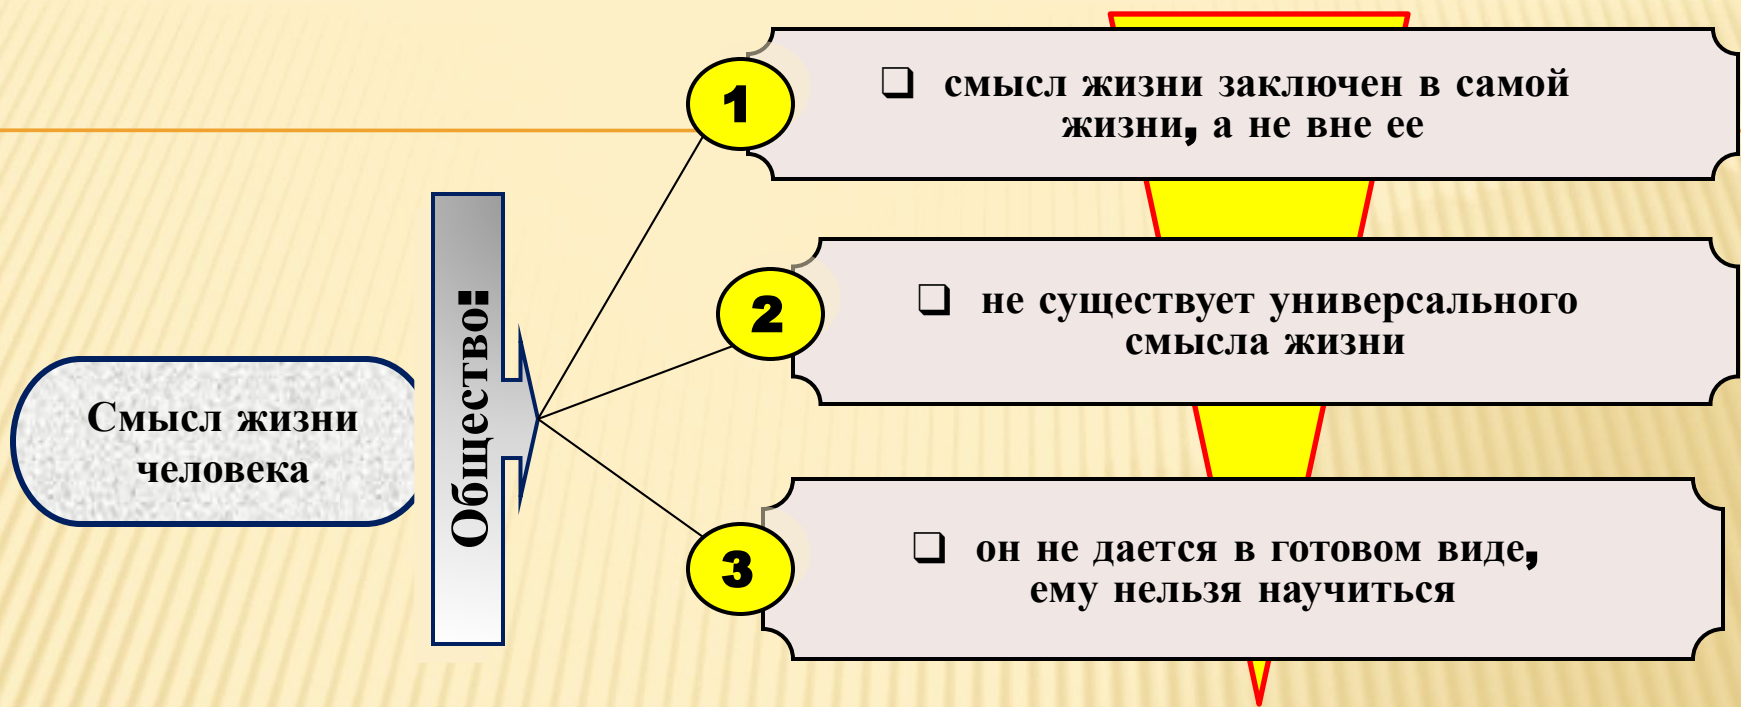 1
❑ смысл жизни заключен в самой
жизни, а не вне ее
2
❑ не существует универсального
смысла жизни
Общество:
Смысл жизни
человека
3
❑ он не дается в готовом виде,
ему нельзя научиться